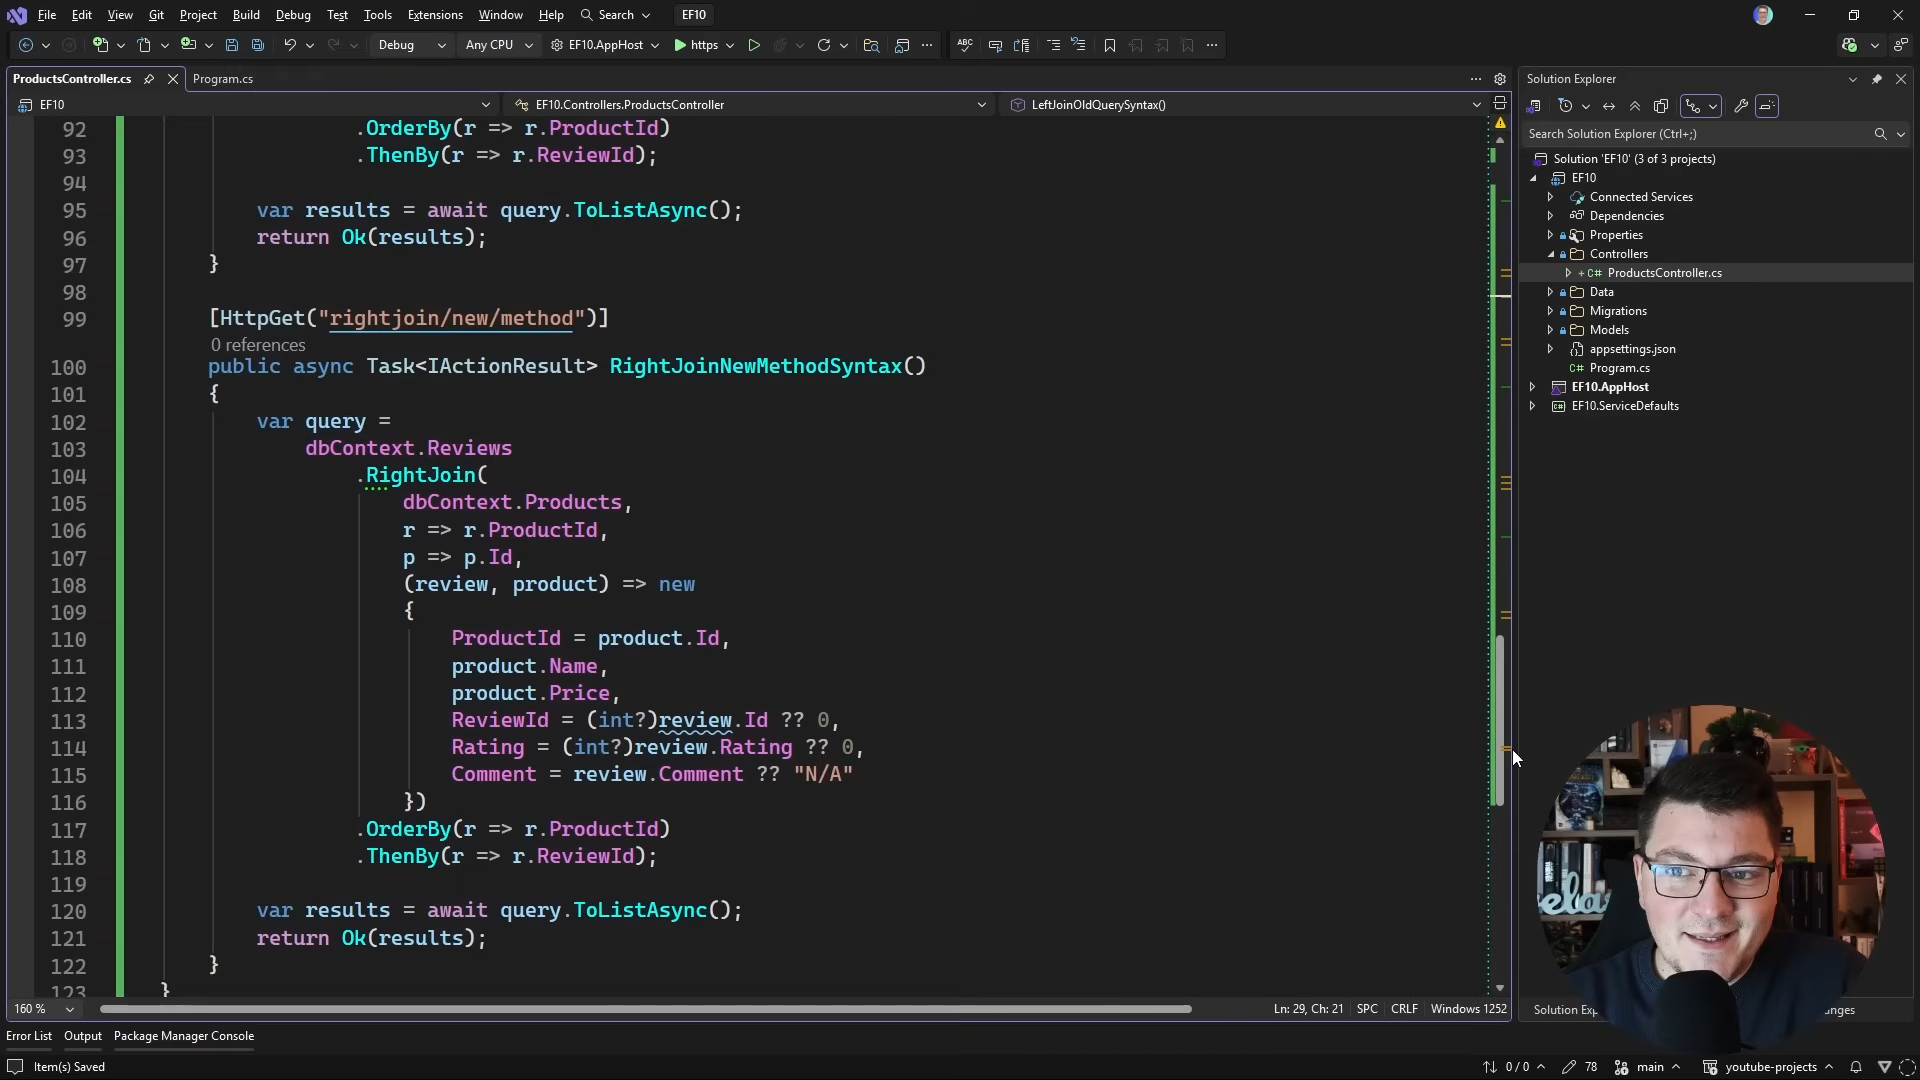 File Edit View Git Project Build Debug Test Tools Extensions Window Help Search EF10
Debug Any CPU EF10.AppHost https
ProductsController.cs Program.cs
EF10 EF10.Controllers.ProductsController LeftJoinOldQuerySyntax()
92 .OrderBy(r => r.ProductId)
93 .ThenBy(r => r.ReviewId);
94
95 var results = await query.ToListAsync();
96 return Ok(results);
97 }
98
99 [HttpGet("rightjoin/new/method")]
0 references
100 public async Task<IActionResult> RightJoinNewMethodSyntax()
101 {
102 var query =
103 dbContext.Reviews
104 .RightJoin(
105 dbContext.Products,
106 r => r.ProductId,
107 p => p.Id,
108 (review, product) => new
109 {
110 ProductId = product.Id,
111 product.Name,
112 product.Price,
113 ReviewId = (int?)review.Id ?? 0,
114 Rating = (int?)review.Rating ?? 0,
115 Comment = review.Comment ?? "N/A"
116 })
117 .OrderBy(r => r.ProductId)
118 .ThenBy(r => r.ReviewId);
119
120 var results = await query.ToListAsync();
121 return Ok(results);
122 }
123 }
160 % Ln: 29, Ch: 21 SPC CRLF Windows 1252
Error List Output Package Manager Console
Item(s) Saved 0 / 0 78 main youtube-projects
Solution Explorer
Search Solution Explorer (Ctrl+;)
Solution 'EF10' (3 of 3 projects)
EF10
Connected Services
Dependencies
Properties
Controllers
ProductsController.cs
Data
Migrations
Models
appsettings.json
Program.cs
EF10.AppHost
EF10.ServiceDefaults